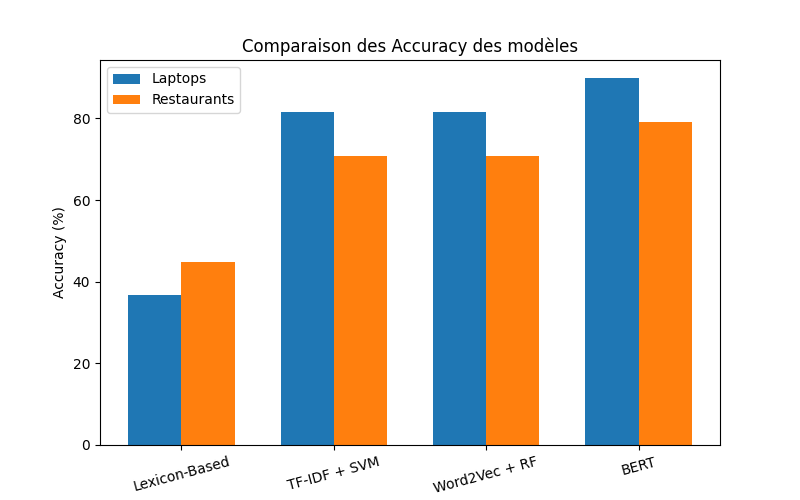 Comparaison des Accuracy des modèles
Laptops
Restaurants
Accuracy (%)
80
60
40
20
0
Lexicon-Based
TF-IDF + SVM
Word2Vec + RF
BERT